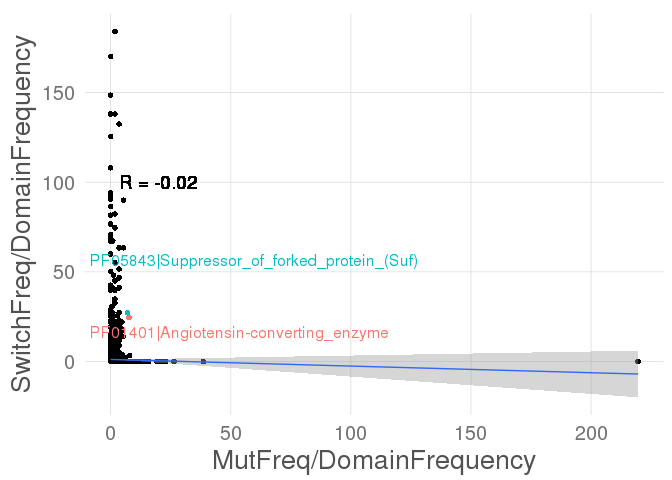 SwitchFreq/DomainFrequency
150
100
50
0
R = -0.02
PF05843|Suppressor_of_forked_protein_(Suf)
PF01401|Angiotensin-converting_enzyme
0 50 100 150 200
MutFreq/DomainFrequency